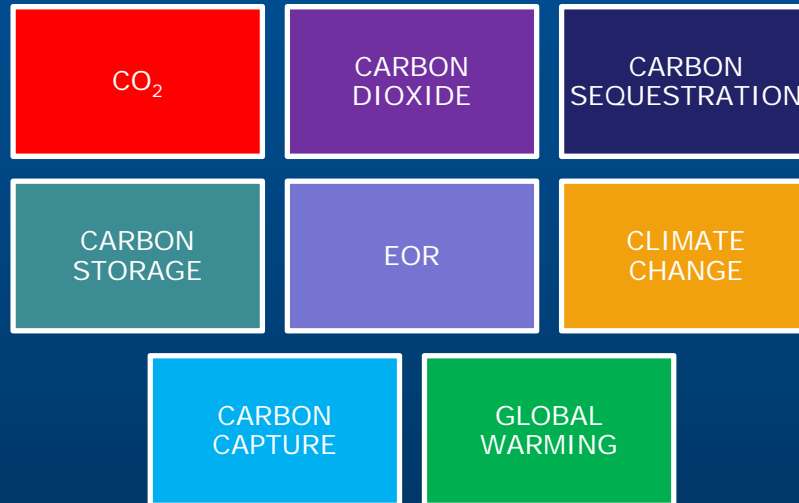 CO₂
CARBON
DIOXIDE
CARBON
SEQUESTRATION
CARBON
STORAGE
EOR
CLIMATE
CHANGE
CARBON
CAPTURE
GLOBAL
WARMING